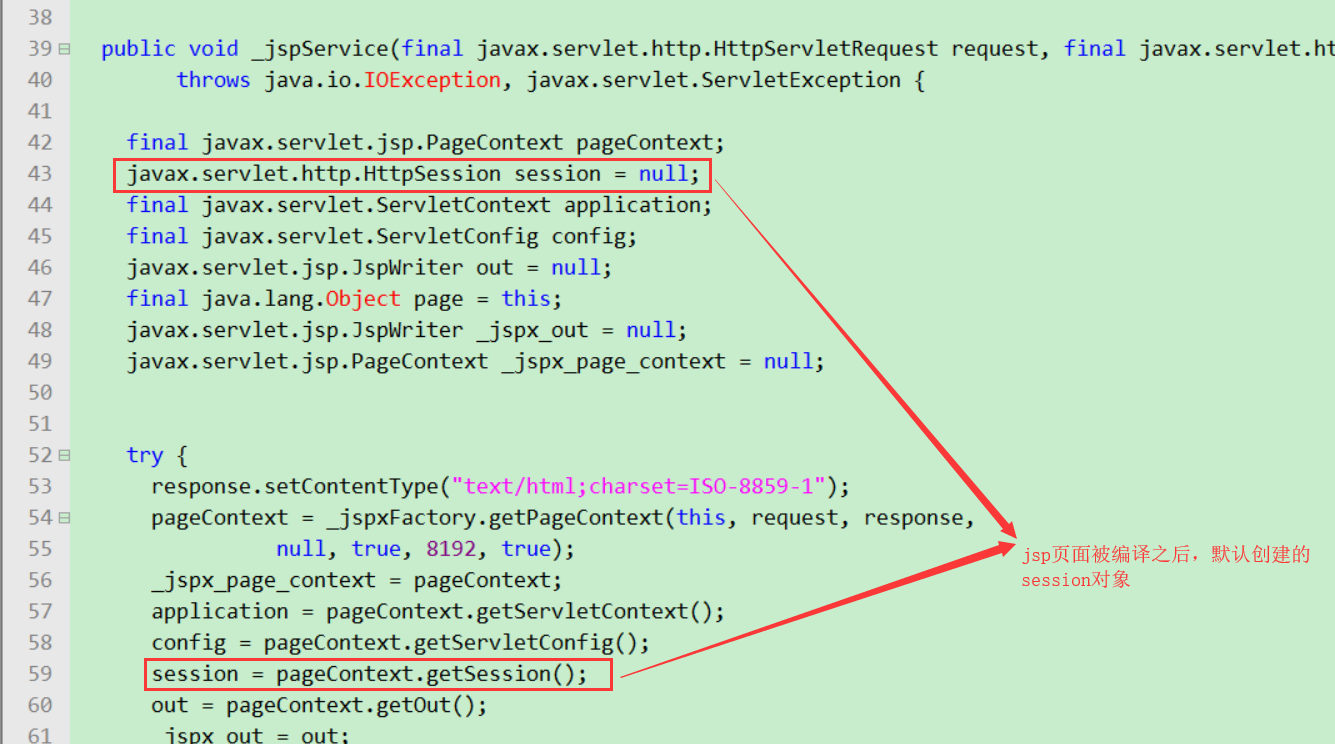 38
39 public void _jspService(final javax.servlet.http.HttpServletRequest request, final javax.servlet.ht
40 throws java.io.IOException, javax.servlet.ServletException {
41
42 final javax.servlet.jsp.PageContext pageContext;
43 javax.servlet.http.HttpSession session = null;
44 final javax.servlet.ServletContext application;
45 final javax.servlet.ServletConfig config;
46 javax.servlet.jsp.JspWriter out = null;
47 final java.lang.Object page = this;
48 javax.servlet.jsp.JspWriter _jspx_out = null;
49 javax.servlet.jsp.PageContext _jspx_page_context = null;
50
51
52 try {
53 response.setContentType("text/html;charset=ISO-8859-1");
54 pageContext = _jspxFactory.getPageContext(this, request, response,
55 null, true, 8192, true);
jsp页面被编译之后，默认创建的
session对象
56 _jspx_page_context = pageContext;
57 application = pageContext.getServletContext();
58 config = pageContext.getServletConfig();
59 session = pageContext.getSession();
60 out = pageContext.getOut();
61 _jspx_out = out;